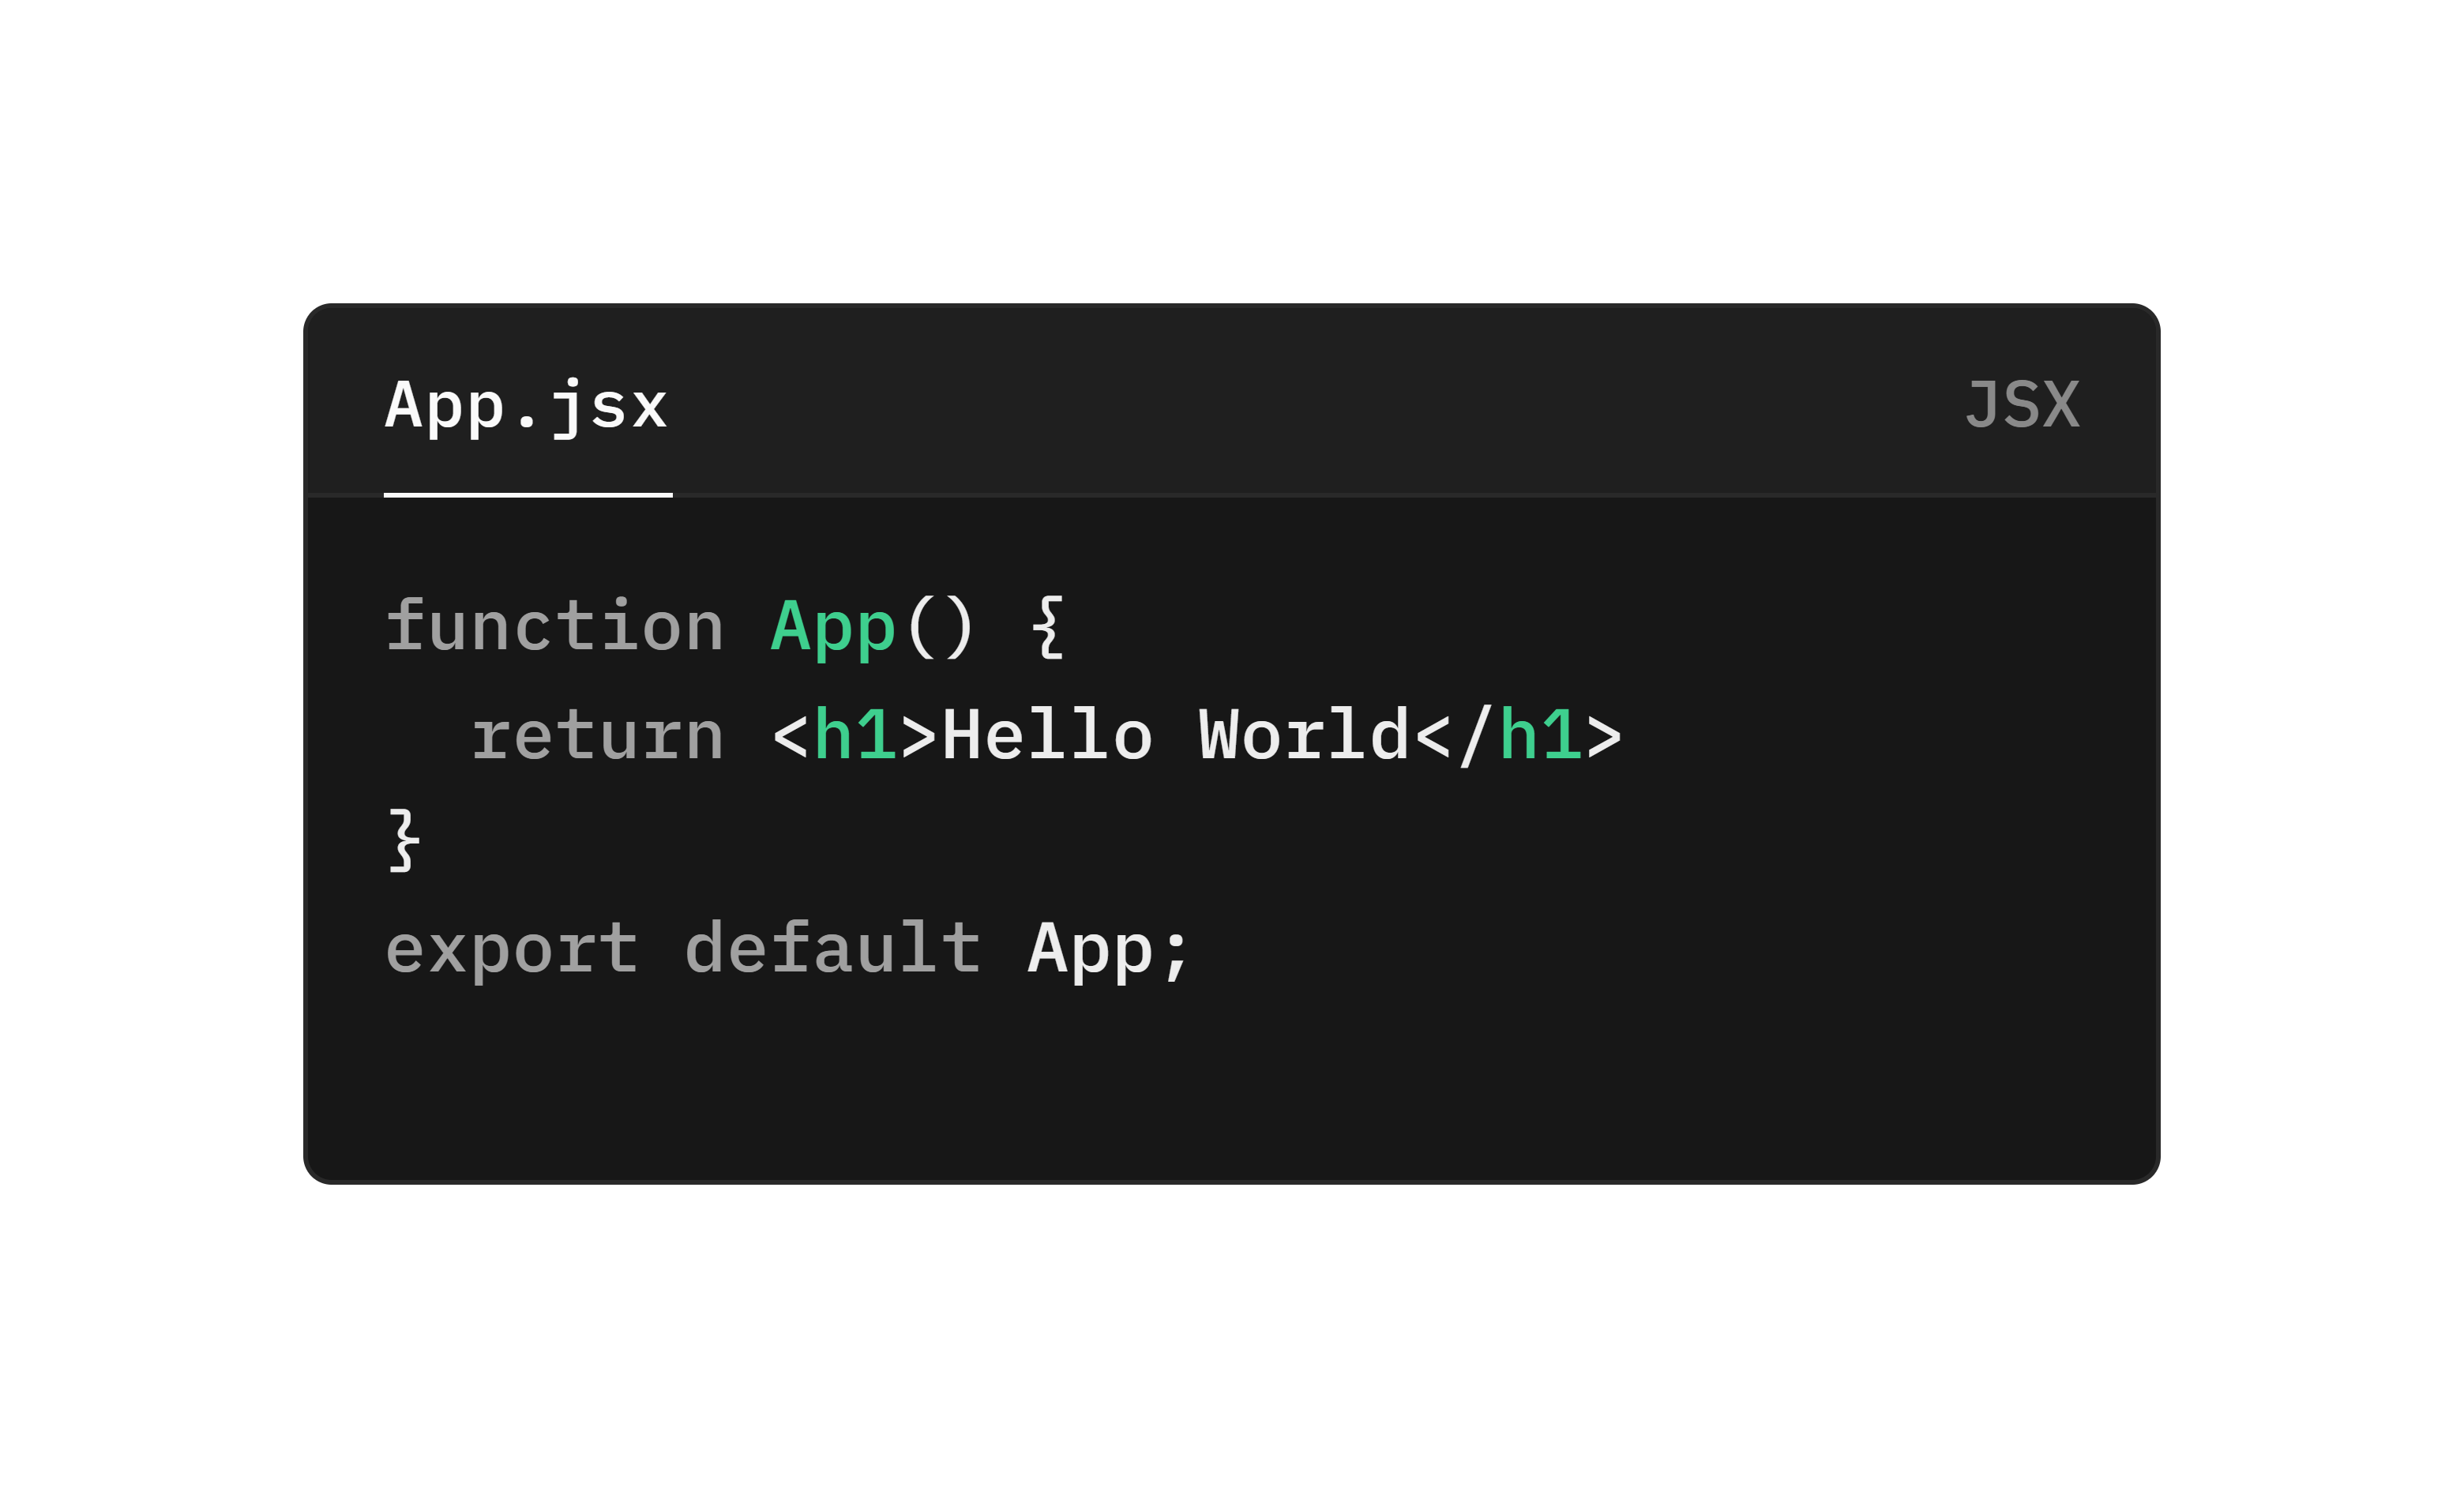 App.jsx JSX
function App() {
  return <h1>Hello World</h1>
}
export default App;